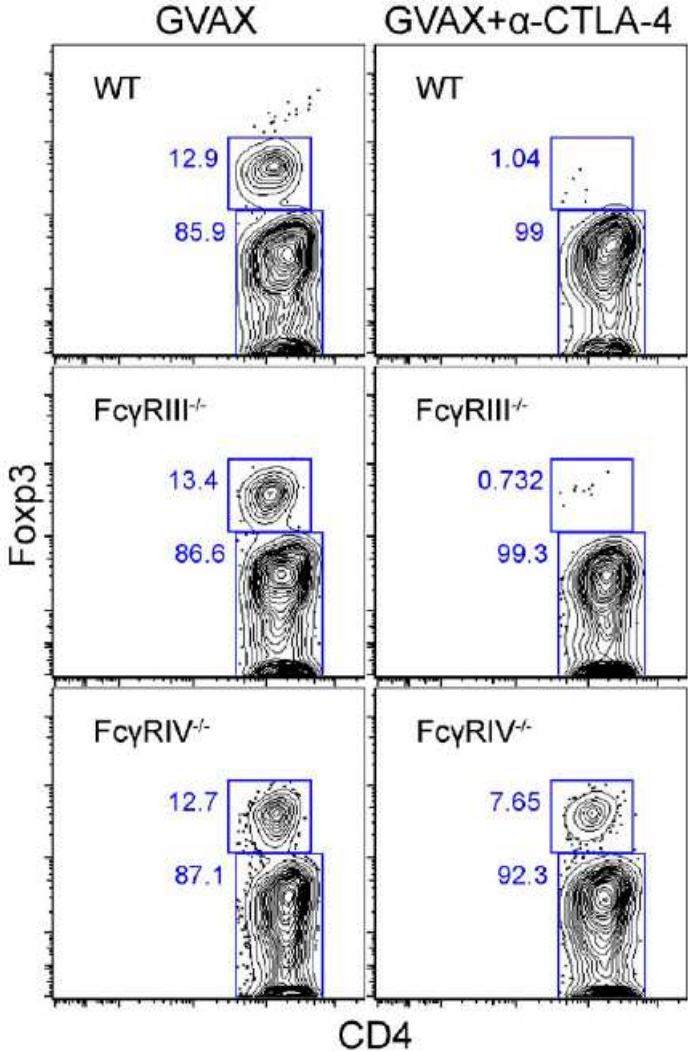 GVAX GVAX+α-CTLA-4
WT WT
12.9 1.04
85.9 99
FcγRIII-/- FcγRIII-/-
13.4 0.732
86.6 99.3
FcγRIV-/- FcγRIV-/-
12.7 7.65
87.1 92.3
Foxp3
CD4